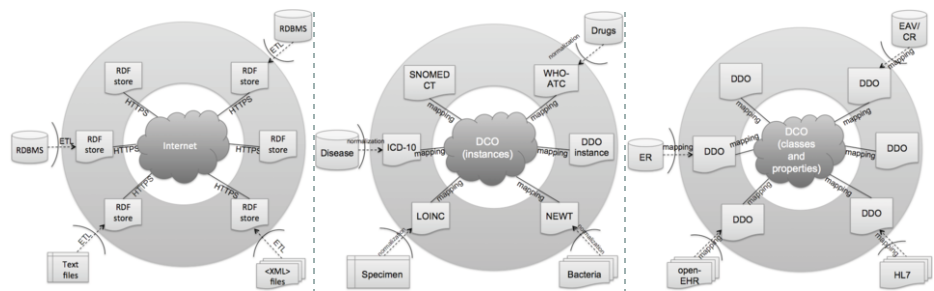 RDBMS
ETL
RDF
store
RDF
store
HTTPS
HTTPS
RDBMS
ETL
RDF
store
HTTPS
Internet
HTTPS
RDF
store
HTTPS
HTTPS
RDF
store
RDF
store
ETL
ETL
Text
files
<XML>
files
Drugs
normalization
SNOMED
CT
WHO-
ATC
mapping
mapping
Disease
Normalization
ICD-10
mapping
DCO
(instances)
mapping
DDO
instance
mapping
mapping
LOINC
NEWT
normalization
normalization
Specimen
Bacteria
EAV/
CR
mapping
DDO
DDO
mapping
mapping
ER
mapping
DDO
mapping
DCO
(classes and
properties)
mapping
DDO
mapping
mapping
DDO
DDO
mapping
mapping
open-
EHR
HL7